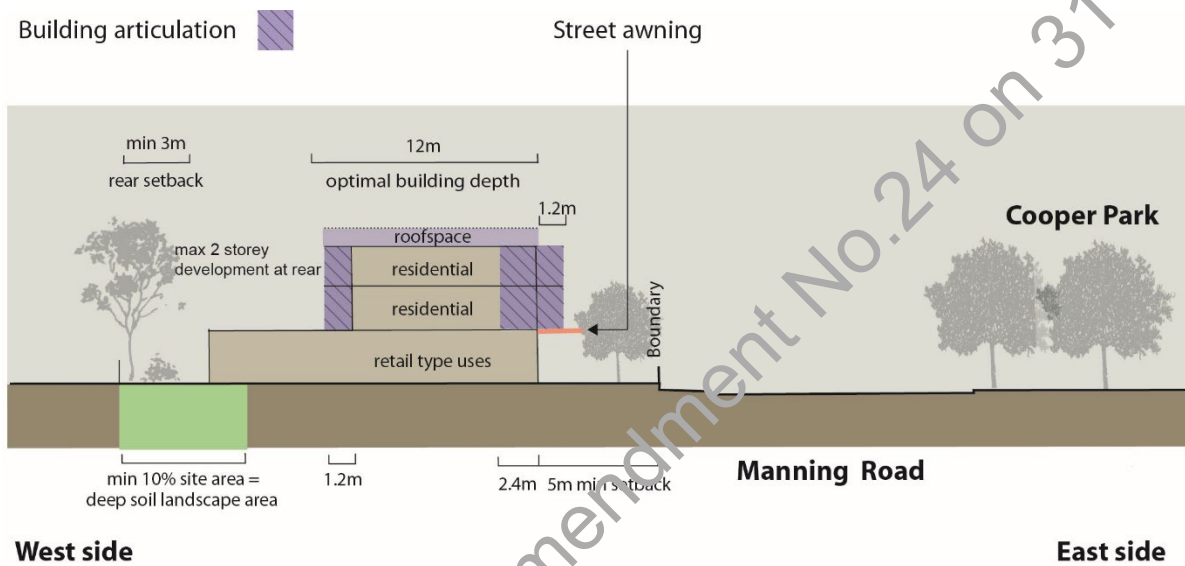 Building articulation
Street awning
min 3m
rear setback
12m
optimal building depth
1.2m
Cooper Park
max 2 storey
development at rear
roofspace
residential
residential
retail type uses
Boundary
min 10% site area =
deep soil landscape area
1.2m
2.4m
5m min setback
Manning Road
West side
East side
mendment No.24 on 31